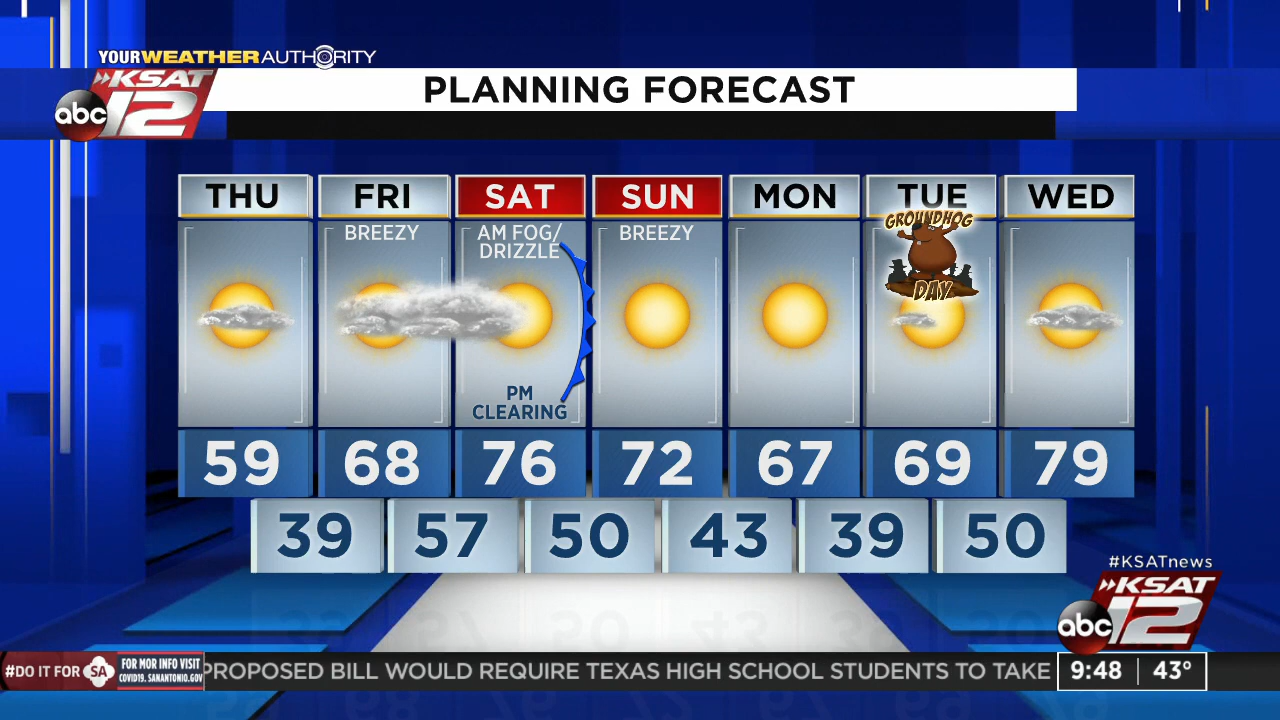 YOURWEATHERAUTHORITY
KSAT
abc 12
PLANNING FORECAST
THU FRI SAT SUN MON TUE WED
GROUNDHOG
DAY
BREEZY
AM FOG/
DRIZZLE
BREEZY
PM
CLEARING
59 68 76 72 67 69 79
39 57 50 43 39 50
#KSATnews
KSAT
abc 12
#DO IT FOR SA
FOR MOR INFO VISIT
COVID19.SANANTONIO.GOV
PROPOSED BILL WOULD REQUIRE TEXAS HIGH SCHOOL STUDENTS TO TAKE
9:48 43°